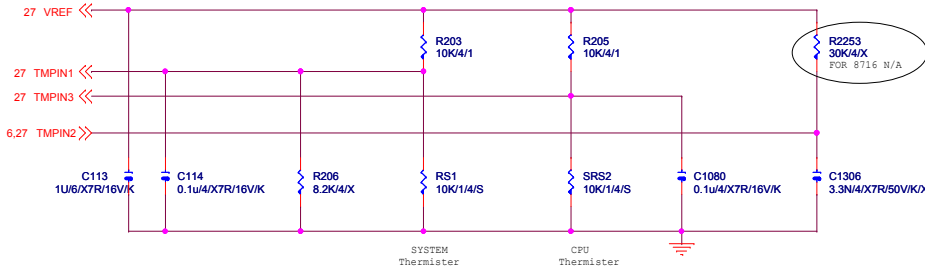 27 VREF
R203
10K/4/1
R205
10K/4/1
R2253
30K/4/X
FOR 8716 N/A
27 TMPIN1
27 TMPIN3
6,27 TMPIN2
C113
1U/6/X7R/16V/K
C114
0.1u/4/X7R/16V/K
R206
8.2K/4/X
RS1
10K/1/4/S
SRS2
10K/1/4/S
C1080
0.1u/4/X7R/16V/K
C1306
3.3N/4/X7R/50V/K/X
SYSTEM
Thermister
CPU
Thermister